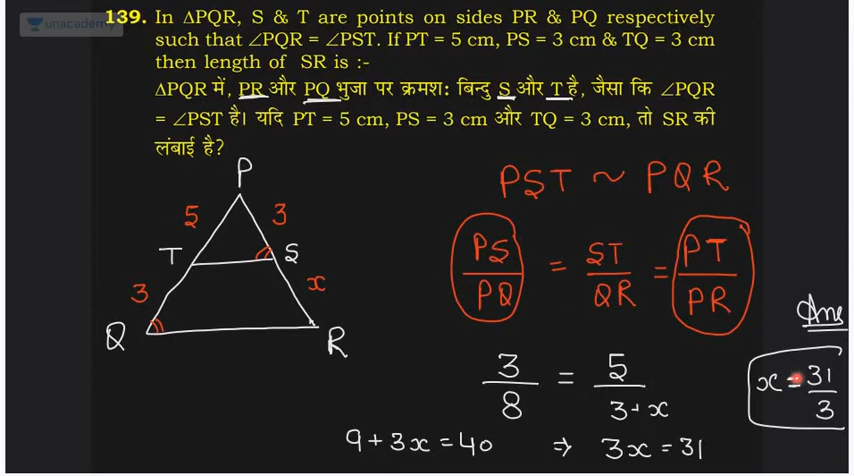 unacademy
139. In ΔPQR, S & T are points on sides PR & PQ respectively
such that ∠PQR = ∠PST. If PT = 5 cm, PS = 3 cm & TQ = 3 cm
then length of SR is :-
ΔPQR में, PR और PQ भुजा पर क्रमश: बिन्दु S और T है, जैसा कि ∠PQR
= ∠PST है। यदि PT = 5 cm, PS = 3 cm और TQ = 3 cm, तो SR की
लंबाई है?
P
5 3
T S
3 x
Q R
PST ~ PQR
PS/PQ = ST/QR = PT/PR
3/8 = 5/3+x
9+3x=40 ⇒ 3x=31
Ans
x=31/3